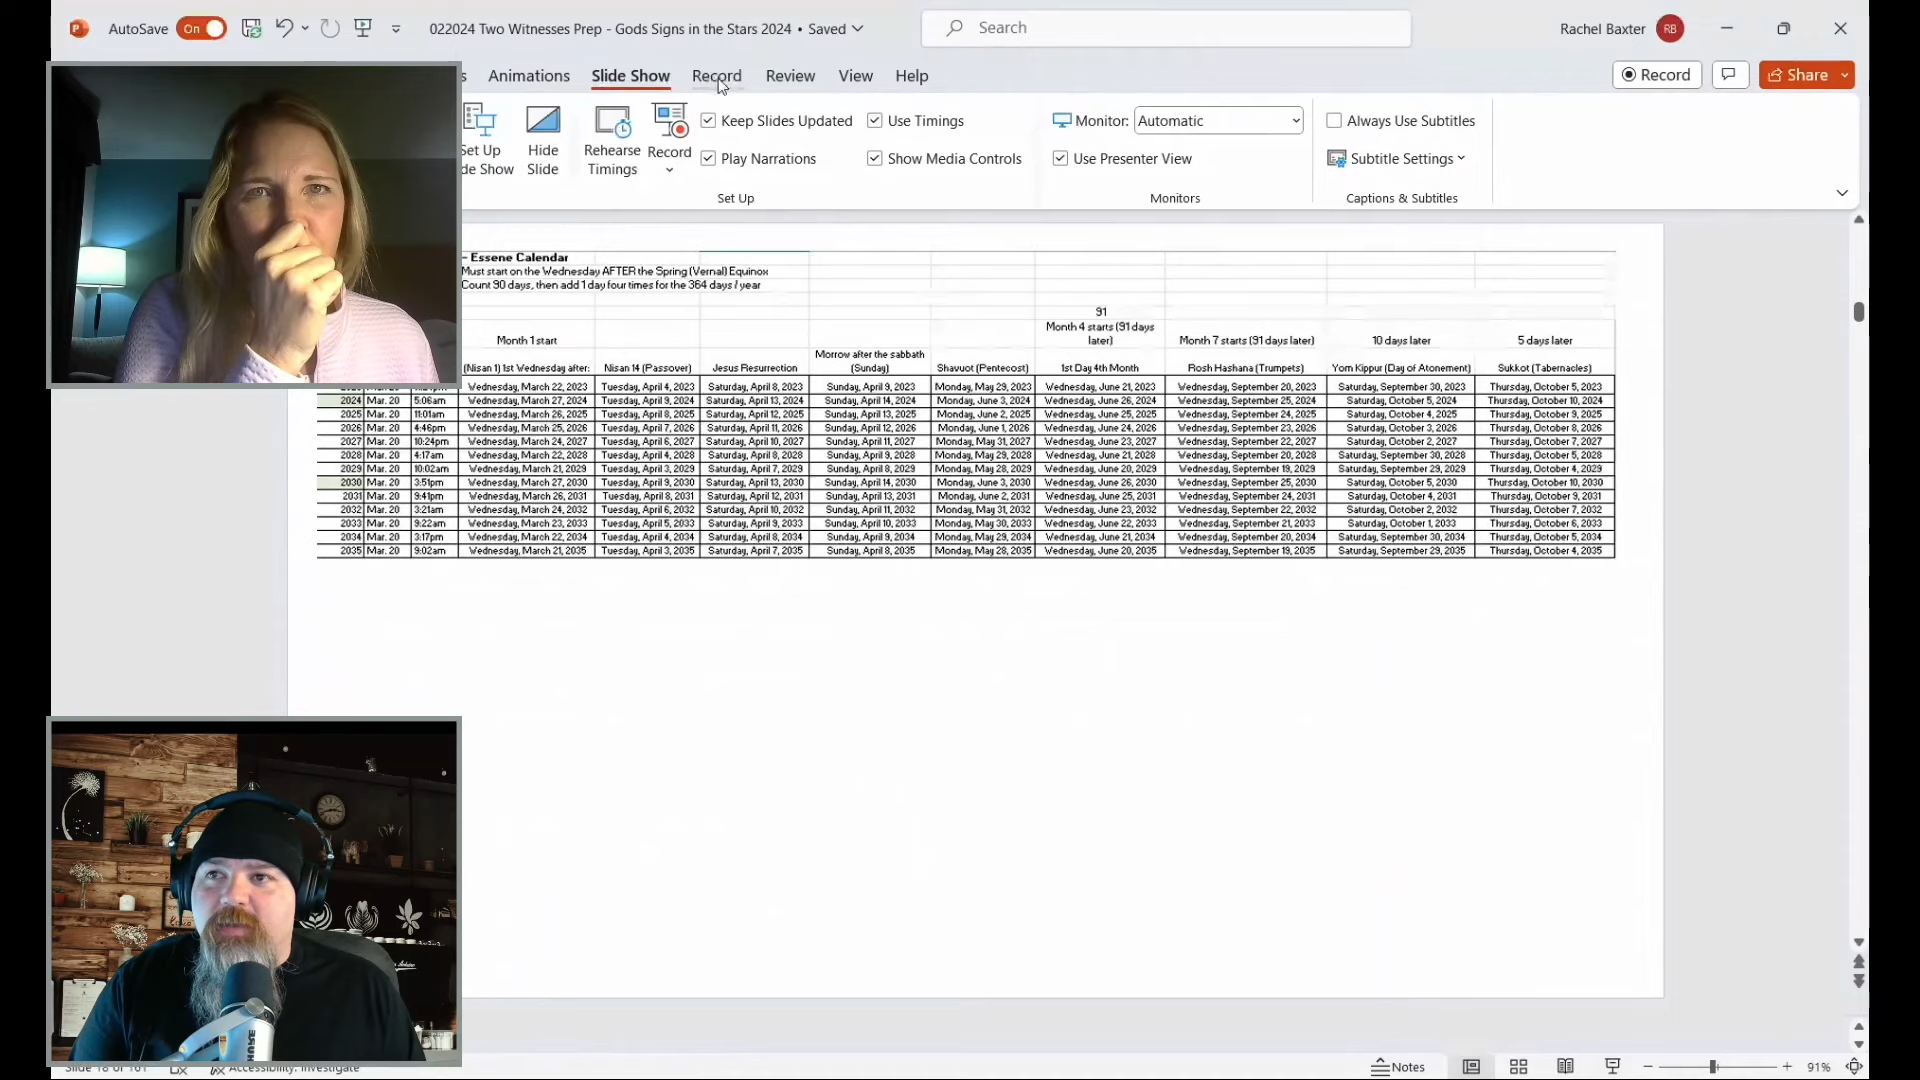 AutoSave On 022024 Two Witnesses Prep - Gods Signs in the Stars 2024 • Saved Search Rachel Baxter RB
s Animations Slide Show Record Review View Help Record Share
Keep Slides Updated Use Timings Monitor: Automatic Always Use Subtitles
Set Up Hide Rehearse Record
de Show Slide Timings Play Narrations Show Media Controls Use Presenter View Subtitle Settings
Set Up Monitors Captions & Subtitles
- Essene Calendar
Must start on the Wednesday AFTER the Spring (Vernal) Equinox
Count 90 days, then add 1 day four times for the 364 days / year
91
Month 1 start Month 4 starts (91 days later) Month 7 starts (91 days later) 10 days later 5 days later
(Nisan 1) 1st Wednesday after: Nisan 14 (Passover) Jesus Resurrection Morrow after the sabbath (Sunday) Shavuot (Pentecost) 1st Day 4th Month Rosh Hashana (Trumpets) Yom Kippur (Day of Atonement) Sukkot (Tabernacles)
Wednesday, March 22, 2023 Tuesday, April 4, 2023 Saturday, April 8, 2023 Sunday, April 9, 2023 Monday, May 29, 2023 Wednesday, June 21, 2023 Wednesday, September 20, 2023 Saturday, September 30, 2023 Thursday, October 5, 2023
2024 Mar. 20 5:06am Wednesday, March 27, 2024 Tuesday, April 9, 2024 Saturday, April 13, 2024 Sunday, April 14, 2024 Monday, June 3, 2024 Wednesday, June 26, 2024 Wednesday, September 25, 2024 Saturday, October 5, 2024 Thursday, October 10, 2024
2025 Mar. 20 11:01am Wednesday, March 26, 2025 Tuesday, April 8, 2025 Saturday, April 12, 2025 Sunday, April 13, 2025 Monday, June 2, 2025 Wednesday, June 25, 2025 Wednesday, September 24, 2025 Saturday, October 4, 2025 Thursday, October 9, 2025
2026 Mar. 20 4:46pm Wednesday, March 25, 2026 Tuesday, April 7, 2026 Saturday, April 11, 2026 Sunday, April 12, 2026 Monday, June 1, 2026 Wednesday, June 24, 2026 Wednesday, September 23, 2026 Saturday, October 3, 2026 Thursday, October 8, 2026
2027 Mar. 20 10:24pm Wednesday, March 24, 2027 Tuesday, April 6, 2027 Saturday, April 10, 2027 Sunday, April 11, 2027 Monday, May 31, 2027 Wednesday, June 23, 2027 Wednesday, September 22, 2027 Saturday, October 2, 2027 Thursday, October 7, 2027
2028 Mar. 20 4:17am Wednesday, March 22, 2028 Tuesday, April 4, 2028 Saturday, April 8, 2028 Sunday, April 9, 2028 Monday, May 29, 2028 Wednesday, June 21, 2028 Wednesday, September 20, 2028 Saturday, September 30, 2028 Thursday, October 5, 2028
2029 Mar. 20 10:02am Wednesday, March 21, 2029 Tuesday, April 3, 2029 Saturday, April 7, 2029 Sunday, April 8, 2029 Monday, May 28, 2029 Wednesday, June 20, 2029 Wednesday, September 19, 2029 Saturday, September 29, 2029 Thursday, October 4, 2029
2030 Mar. 20 3:51pm Wednesday, March 27, 2030 Tuesday, April 9, 2030 Saturday, April 13, 2030 Sunday, April 14, 2030 Monday, June 3, 2030 Wednesday, June 26, 2030 Wednesday, September 25, 2030 Saturday, October 5, 2030 Thursday, October 10, 2030
2031 Mar. 20 9:41pm Wednesday, March 26, 2031 Tuesday, April 8, 2031 Saturday, April 12, 2031 Sunday, April 13, 2031 Monday, June 2, 2031 Wednesday, June 25, 2031 Wednesday, September 24, 2031 Saturday, October 4, 2031 Thursday, October 9, 2031
2032 Mar. 20 3:21am Wednesday, March 24, 2032 Tuesday, April 6, 2032 Saturday, April 10, 2032 Sunday, April 11, 2032 Monday, May 31, 2032 Wednesday, June 23, 2032 Wednesday, September 22, 2032 Saturday, October 2, 2032 Thursday, October 7, 2032
2033 Mar. 20 9:22am Wednesday, March 23, 2033 Tuesday, April 5, 2033 Saturday, April 9, 2033 Sunday, April 10, 2033 Monday, May 30, 2033 Wednesday, June 22, 2033 Wednesday, September 21, 2033 Saturday, October 1, 2033 Thursday, October 6, 2033
2034 Mar. 20 3:17pm Wednesday, March 22, 2034 Tuesday, April 4, 2034 Saturday, April 8, 2034 Sunday, April 9, 2034 Monday, May 29, 2034 Wednesday, June 21, 2034 Wednesday, September 20, 2034 Saturday, September 30, 2034 Thursday, October 5, 2034
2035 Mar. 20 9:02am Wednesday, March 21, 2035 Tuesday, April 3, 2035 Saturday, April 7, 2035 Sunday, April 8, 2035 Monday, May 28, 2035 Wednesday, June 20, 2035 Wednesday, September 19, 2035 Saturday, September 29, 2035 Thursday, October 4, 2035
Slide 18 of 161 Accessibility: Investigate Notes 91%